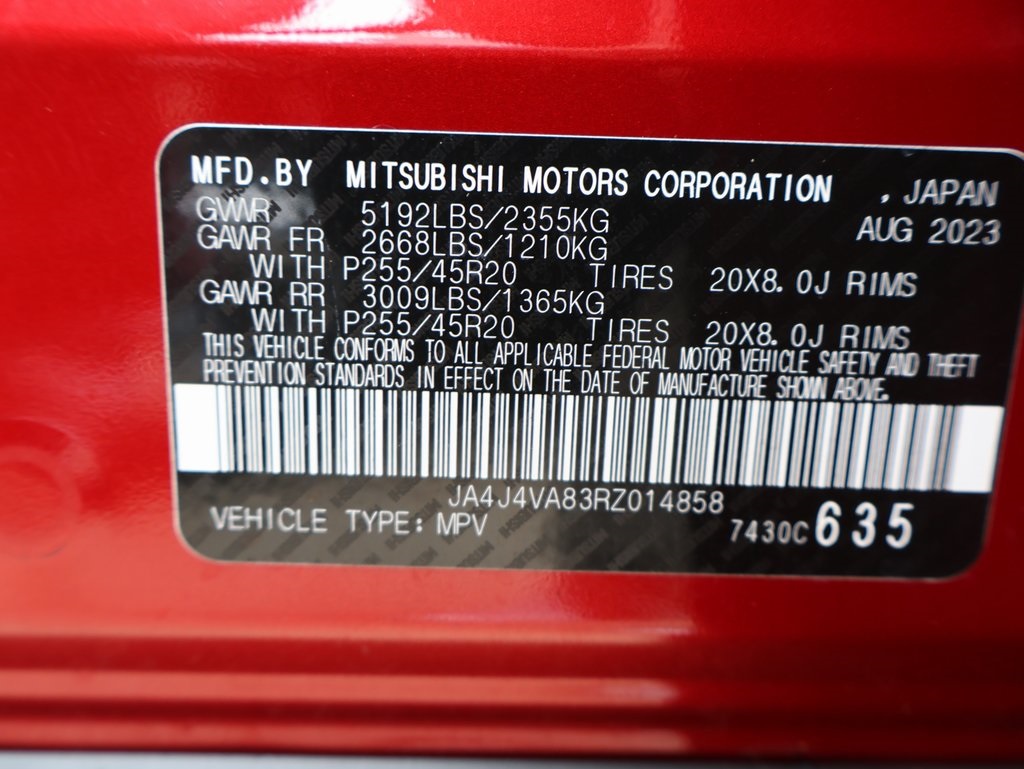 MFD.BY MITSUBISHI MOTORS CORPORATION , JAPAN
GVWR 5192LBS/2355KG AUG 2023
GAWR FR 2668LBS/1210KG
WITH P255/45R20 TIRES 20X8.0J RIMS
GAWR RR 3009LBS/1365KG
WITH P255/45R20 TIRES 20X8.0J RIMS
THIS VEHICLE CONFORMS TO ALL APPLICABLE FEDERAL MOTOR VEHICLE SAFETY AND THEFT
PREVENTION STANDARDS IN EFFECT ON THE DATE OF MANUFACTURE SHOWN ABOVE.
JA4J4VA83RZ014858
VEHICLE TYPE: MPV 7430C 635